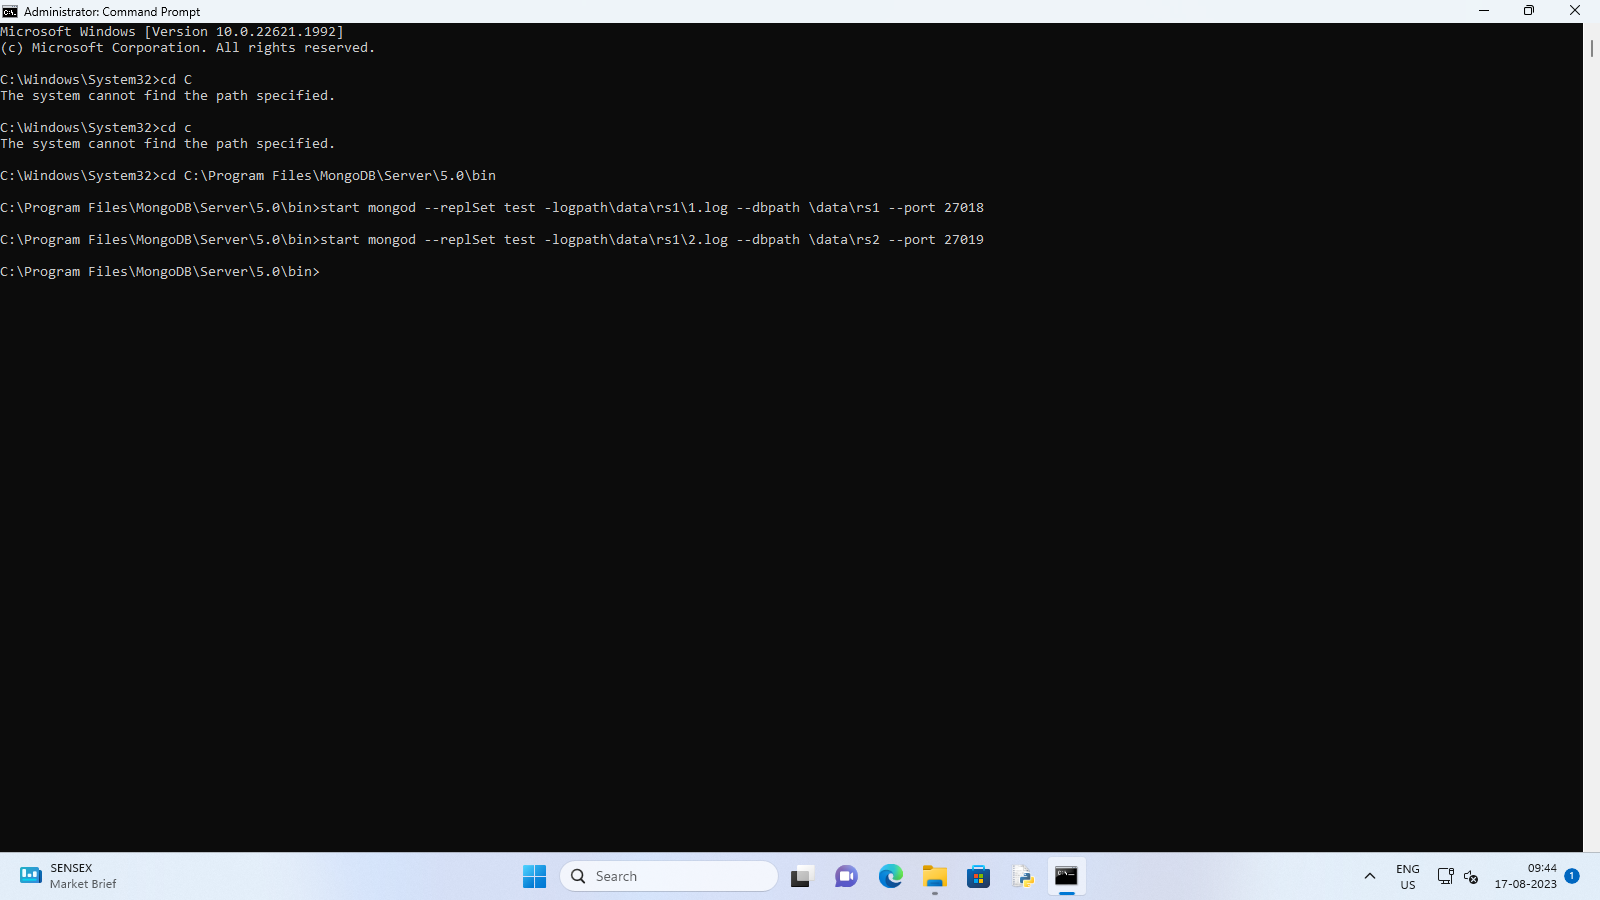 Administrator: Command Prompt
Microsoft Windows [Version 10.0.22621.1992]
(c) Microsoft Corporation. All rights reserved.
C:\Windows\System32>cd C
The system cannot find the path specified.
C:\Windows\System32>cd c
The system cannot find the path specified.
C:\Windows\System32>cd C:\Program Files\MongoDB\Server\5.0\bin
C:\Program Files\MongoDB\Server\5.0\bin>start mongod --replSet test -logpath\data\rs1\1.log --dbpath \data\rs1 --port 27018
C:\Program Files\MongoDB\Server\5.0\bin>start mongod --replSet test -logpath\data\rs1\2.log --dbpath \data\rs2 --port 27019
C:\Program Files\MongoDB\Server\5.0\bin>
SENSEX
Market Brief
Search
ENG
US
09:44
17-08-2023
1